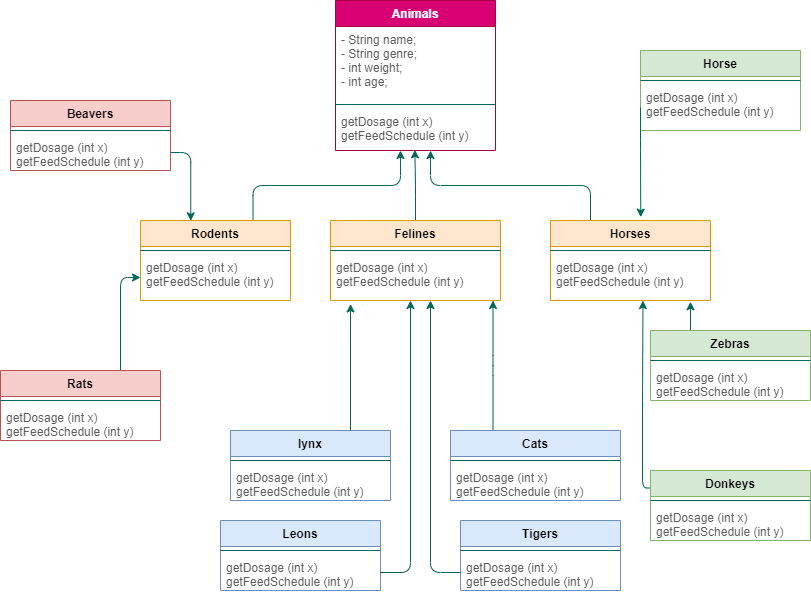 Animals
- String name;
- String genre;
- int weight;
- int age;
getDosage (int x)
getFeedSchedule (int y)
Horse
getDosage (int x)
getFeedSchedule (int y)
Beavers
getDosage (int x)
getFeedSchedule (int y)
Rodents
getDosage (int x)
getFeedSchedule (int y)
Felines
getDosage (int x)
getFeedSchedule (int y)
Horses
getDosage (int x)
getFeedSchedule (int y)
Zebras
getDosage (int x)
getFeedSchedule (int y)
Rats
getDosage (int x)
getFeedSchedule (int y)
lynx
getDosage (int x)
getFeedSchedule (int y)
Cats
getDosage (int x)
getFeedSchedule (int y)
Donkeys
getDosage (int x)
getFeedSchedule (int y)
Leons
getDosage (int x)
getFeedSchedule (int y)
Tigers
getDosage (int x)
getFeedSchedule (int y)